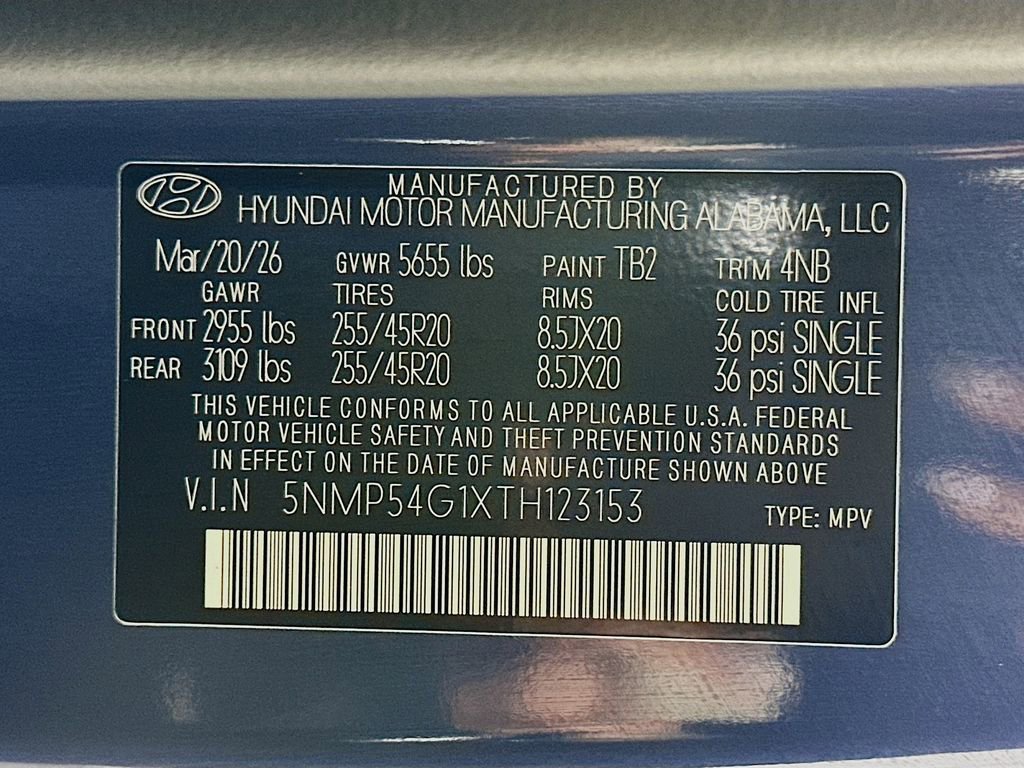 MANUFACTURED BY
HYUNDAI MOTOR MANUFACTURING ALABAMA, LLC
Mar/20/26 GVWR 5655 lbs PAINT TB2 TRIM 4NB
GAWR TIRES RIMS COLD TIRE INFL
FRONT 2955 lbs 255/45R20 8.5JX20 36 psi SINGLE
REAR 3109 lbs 255/45R20 8.5JX20 36 psi SINGLE
THIS VEHICLE CONFORMS TO ALL APPLICABLE U.S.A. FEDERAL
MOTOR VEHICLE SAFETY AND THEFT PREVENTION STANDARDS
IN EFFECT ON THE DATE OF MANUFACTURE SHOWN ABOVE
V.I.N 5NMP54G1XTH123153 TYPE: MPV